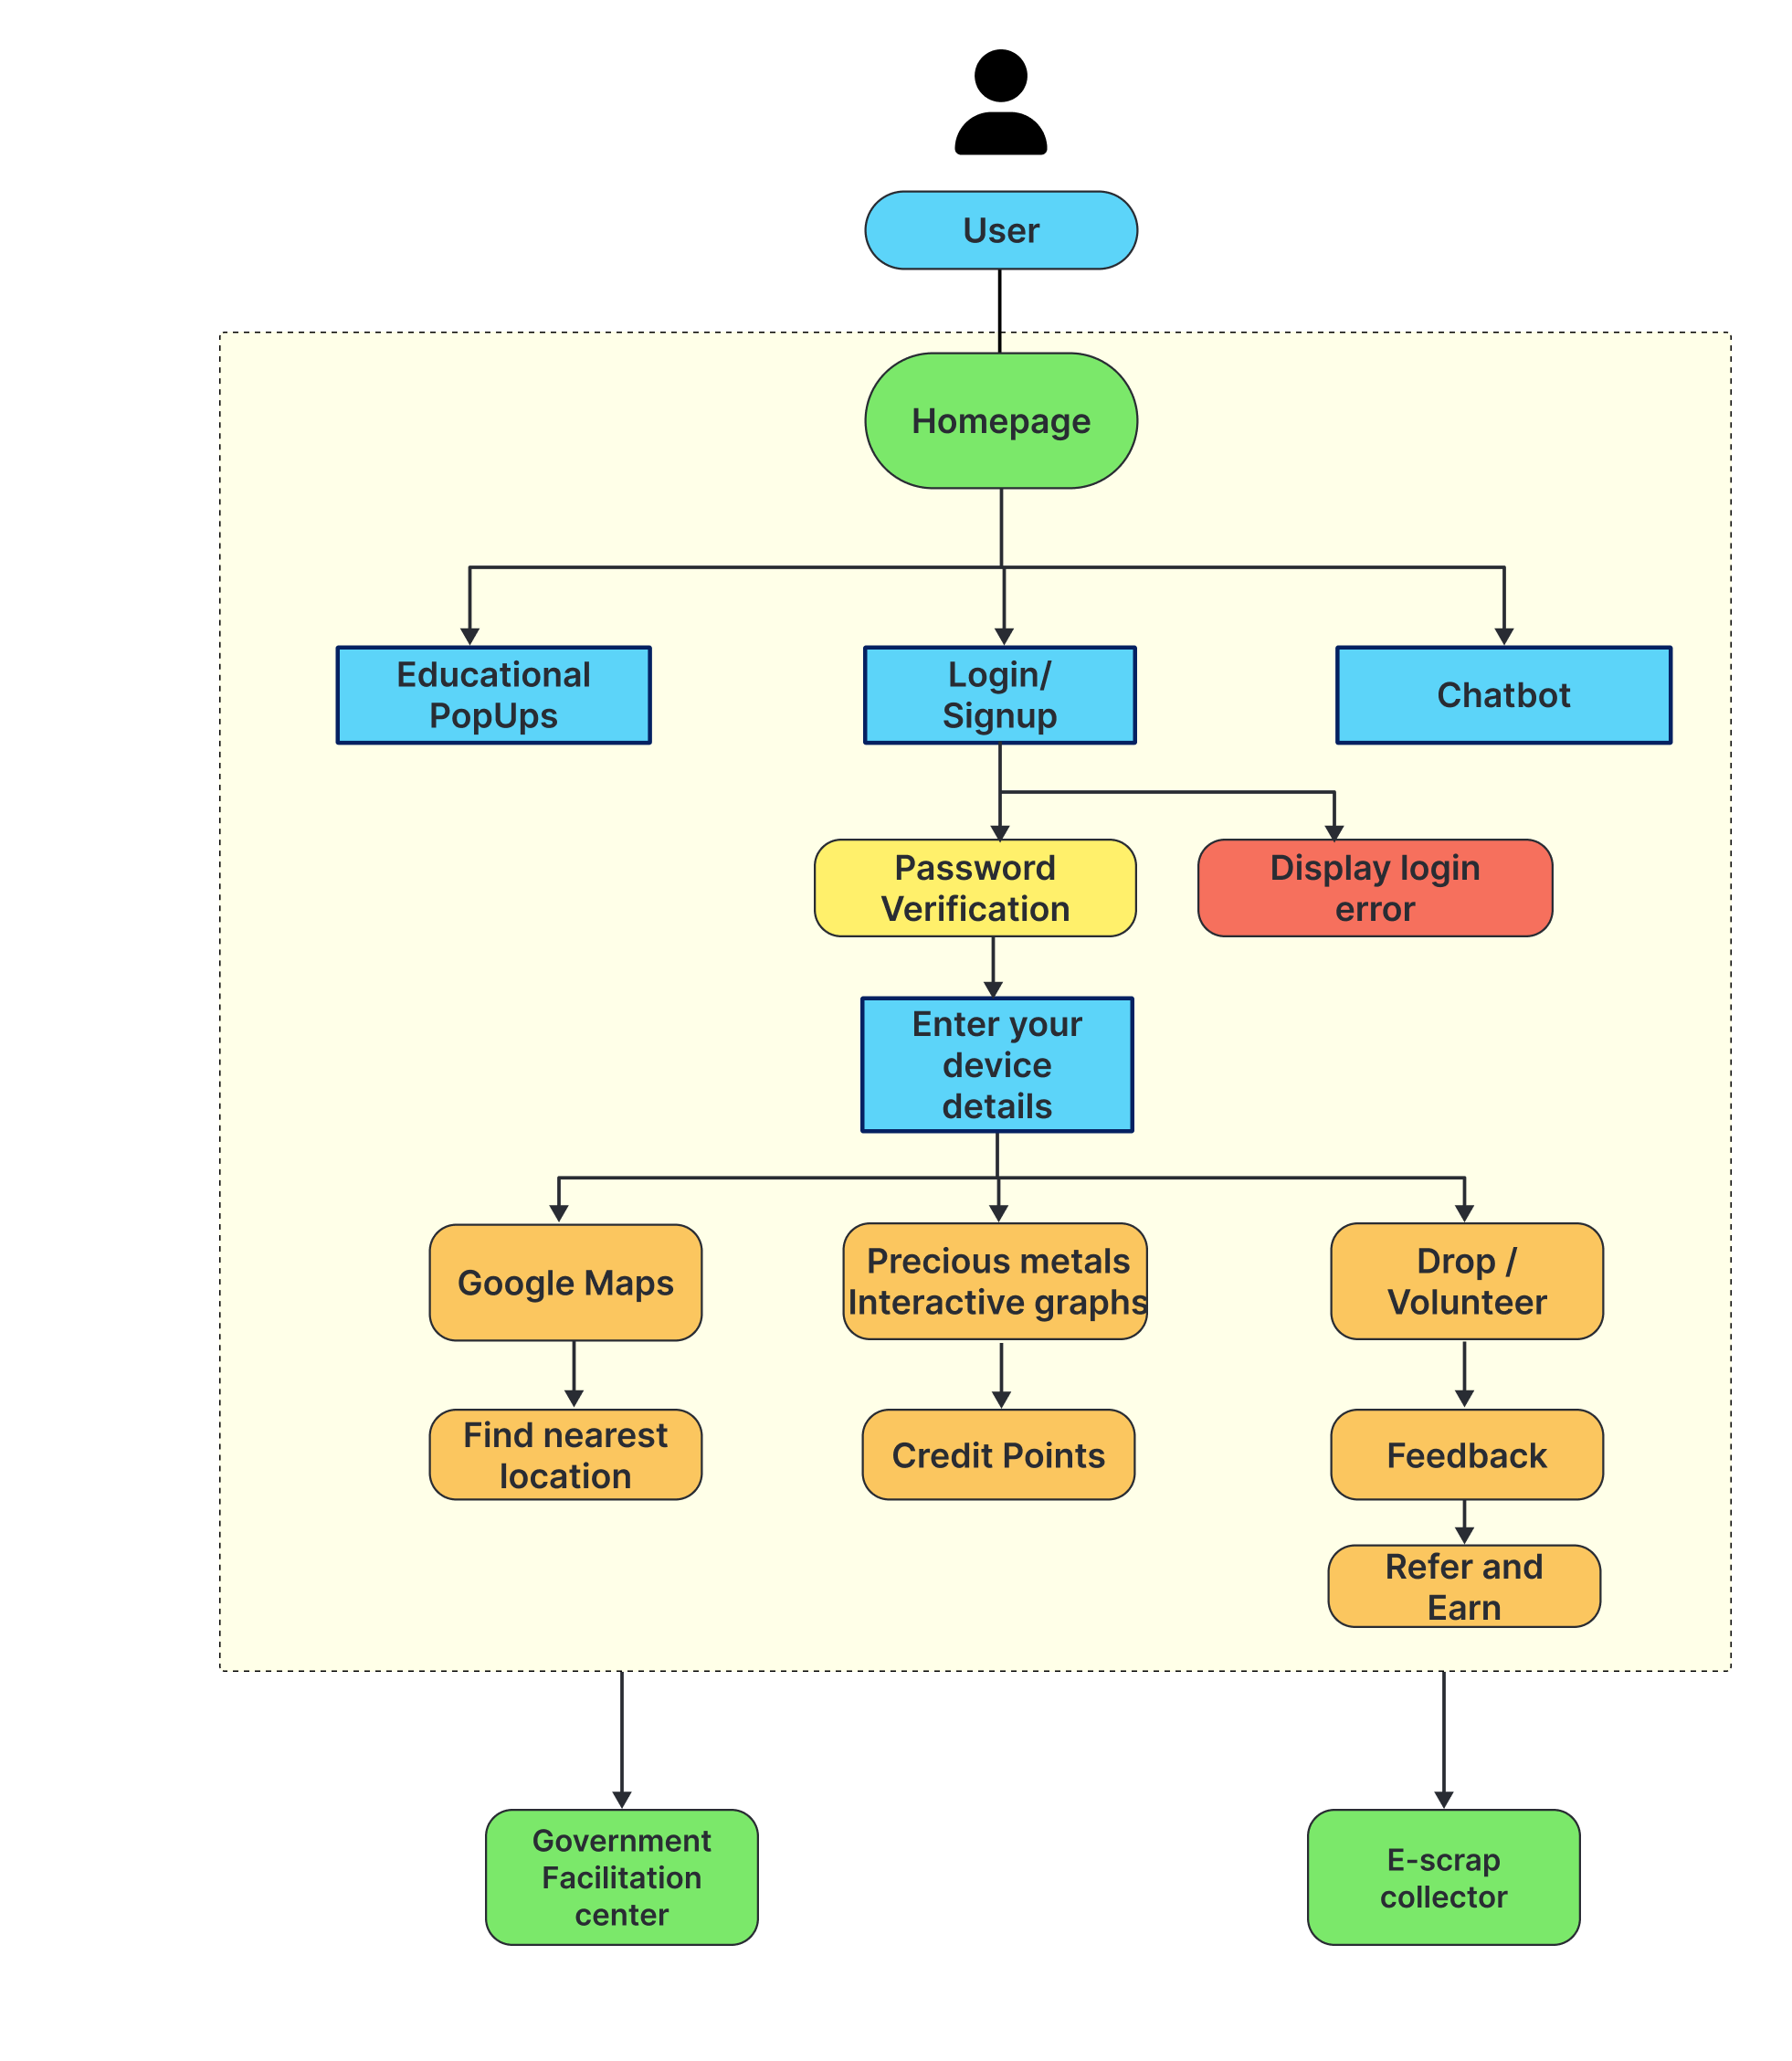 User
Homepage
Educational
PopUps
Login/
Signup
Chatbot
Password
Verification
Display login
error
Enter your
device
details
Google Maps
Precious metals
Interactive graphs
Drop /
Volunteer
Find nearest
location
Credit Points
Feedback
Refer and
Earn
Government
Facilitation
center
E-scrap
collector